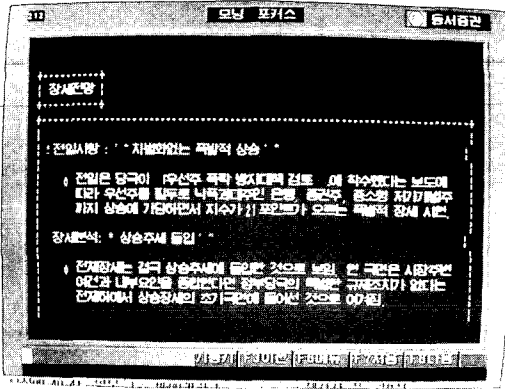 212 모닝 포커스 동서증권
장세전망
:전일시황 : ' " 차별화없는 폭발적 상승 ' "
전일은 당국이 우선주 폭락 방지대책 검토 에 착수했다는 보도에
따라 우선주를 필두로 낙폭과대주인 은행, 증권주, 중소형 저가개별주
까지 상승에 가담하면서 지수가 포인트가 오르는 폭발적 장세 시현.
장세분석: " 상승추세 돌입 ' "
전체장세는 결국 상승추세에 돌입한 것으로 보임. 현 국면은 시장주변
여건과 내부요인을 종합한다면 정부당국의 특별한 규제조치가 없다는
전제하에서 상승장세의 초기국면에 들어선 것으로 여겨짐.